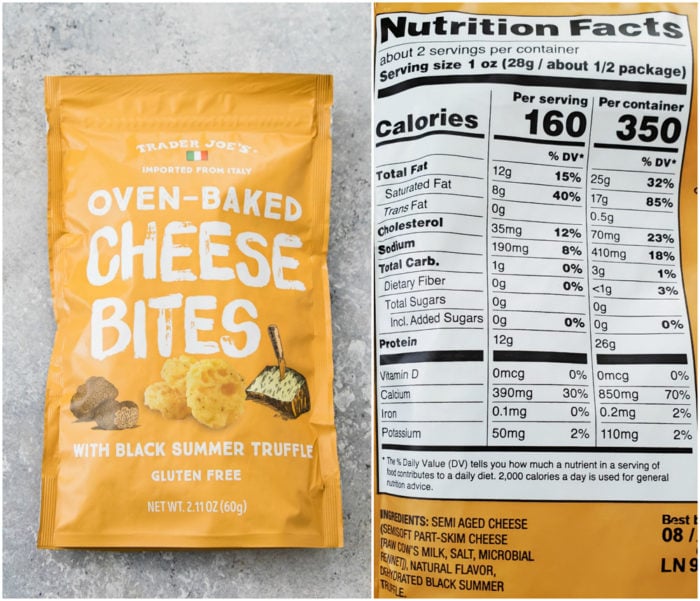 TRADER JOE'S®
IMPORTED FROM ITALY
OVEN-BAKED
CHEESE
BITES
WITH BLACK SUMMER TRUFFLE
GLUTEN FREE
NET WT. 2.11 OZ (60g)
Nutrition Facts
about 2 servings per container
Serving size 1 oz (28g / about 1/2 package)
Per serving Per container
Calories 160 350
% DV* % DV*
Total Fat 12g 15% 25g 32%
Saturated Fat 8g 40% 17g 85%
Trans Fat 0g 0.5g
Cholesterol 35mg 12% 70mg 23%
Sodium 190mg 8% 410mg 18%
Total Carb. 1g 0% 3g 1%
Dietary Fiber 0g 0% <1g 3%
Total Sugars 0g 0g
Incl. Added Sugars 0g 0% 0g 0%
Protein 12g 26g
Vitamin D 0mcg 0% 0mcg 0%
Calcium 390mg 30% 850mg 70%
Iron 0.1mg 0% 0.2mg 2%
Potassium 50mg 2% 110mg 2%
* The % Daily Value (DV) tells you how much a nutrient in a serving of
food contributes to a daily diet. 2,000 calories a day is used for general
nutrition advice.
INGREDIENTS: SEMI AGED CHEESE
(SEMISOFT PART-SKIM CHEESE
[RAW COW'S MILK, SALT, MICROBIAL
RENNET]), NATURAL FLAVOR,
DEHYDRATED BLACK SUMMER
TRUFFLE.
Best
08 /
LN9